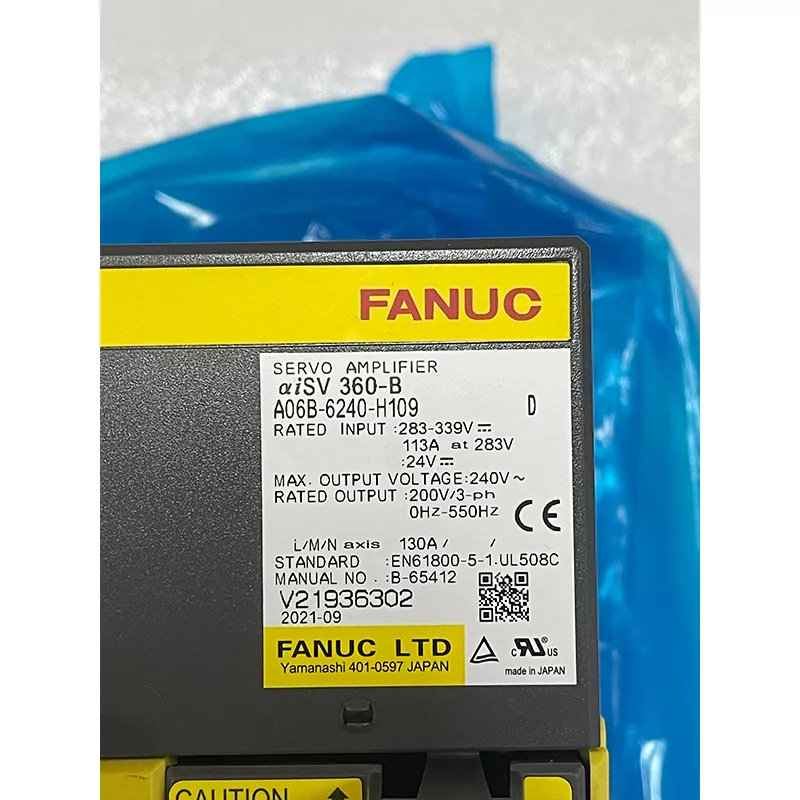 FANUC
SERVO AMPLIFIER
αiSV 360-B
A06B-6240-H109 D
RATED INPUT :283-339V⎓
113A at 283V
:24V⎓
MAX. OUTPUT VOLTAGE:240V~
RATED OUTPUT :200V/3-ph
0Hz-550Hz
CE
L/M/N axis 130A/ /
STANDARD :EN61800-5-1.UL508C
MANUAL NO. :B-65412
V21936302
2021-09
FANUC LTD
Yamanashi 401-0597 JAPAN
c RU US
made in JAPAN
CAUTION